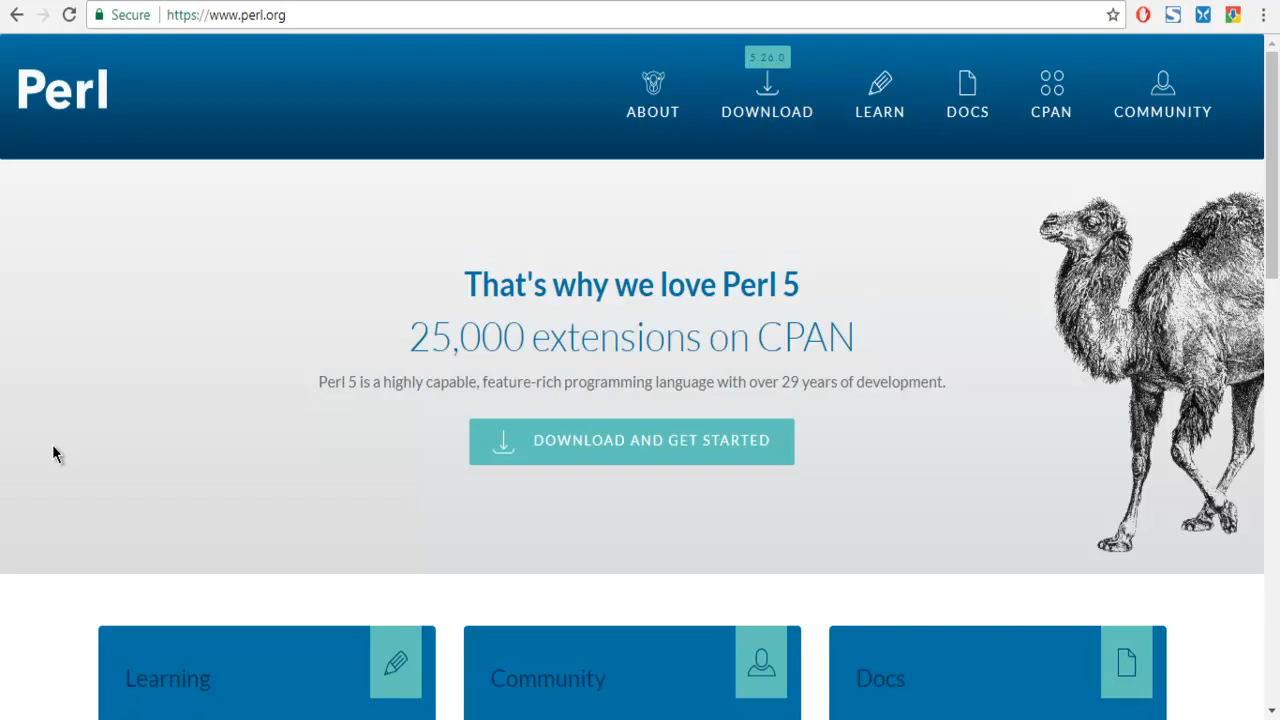 Secure
https://www.perl.org
Perl
5.26.0
ABOUT
DOWNLOAD
LEARN
DOCS
CPAN
COMMUNITY
That's why we love Perl 5
25,000 extensions on CPAN
Perl 5 is a highly capable, feature-rich programming language with over 29 years of development.
DOWNLOAD AND GET STARTED
Learning
Community
Docs